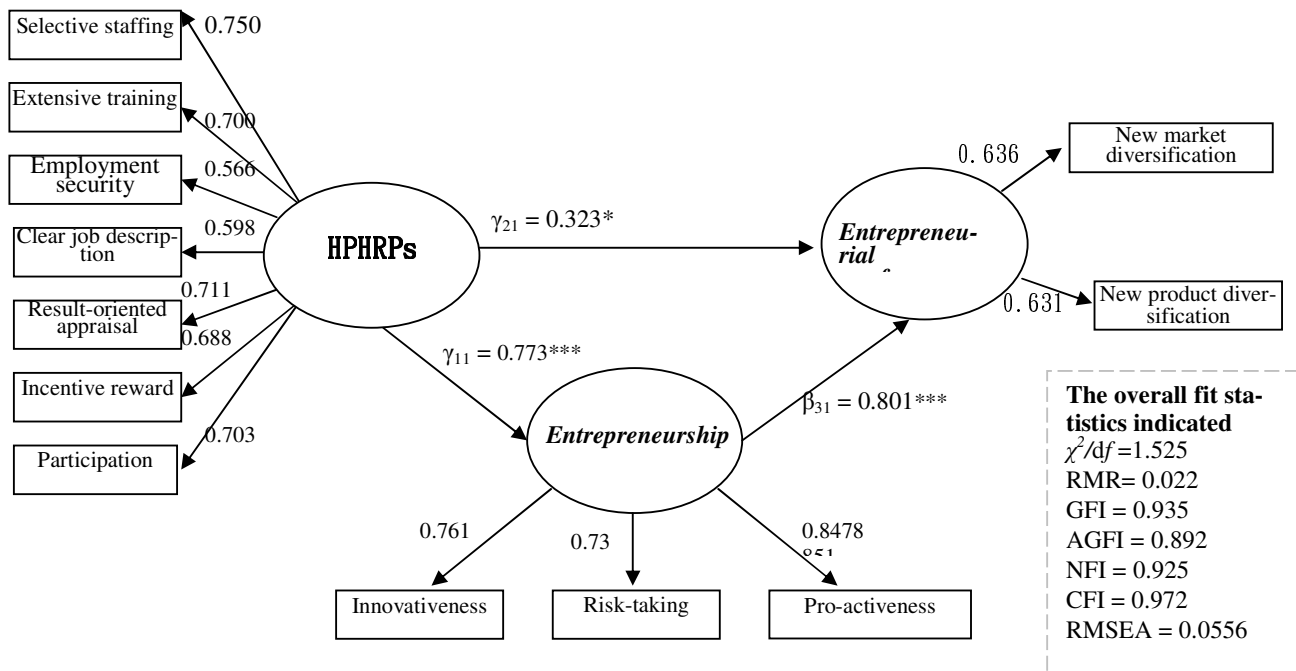 Selective staffing
0.750
Extensive training
0.700
Employment
security
0.566
Clear job descrip-
tion
0.598
Result-oriented
appraisal
0.711
0.688
Incentive reward
Participation
0.703
HPHRPs
γ21 = 0.323*
γ11 = 0.773***
β31 = 0.801***
Entrepreneu-
rial
0.636
New market
diversification
0.631
New product diver-
sification
Entrepreneurship
0.761
0.73
0.8478
Innovativeness
Risk-taking
Pro-activeness
The overall fit sta-
tistics indicated
χ²/df =1.525
RMR= 0.022
GFI = 0.935
AGFI = 0.892
NFI = 0.925
CFI = 0.972
RMSEA = 0.0556